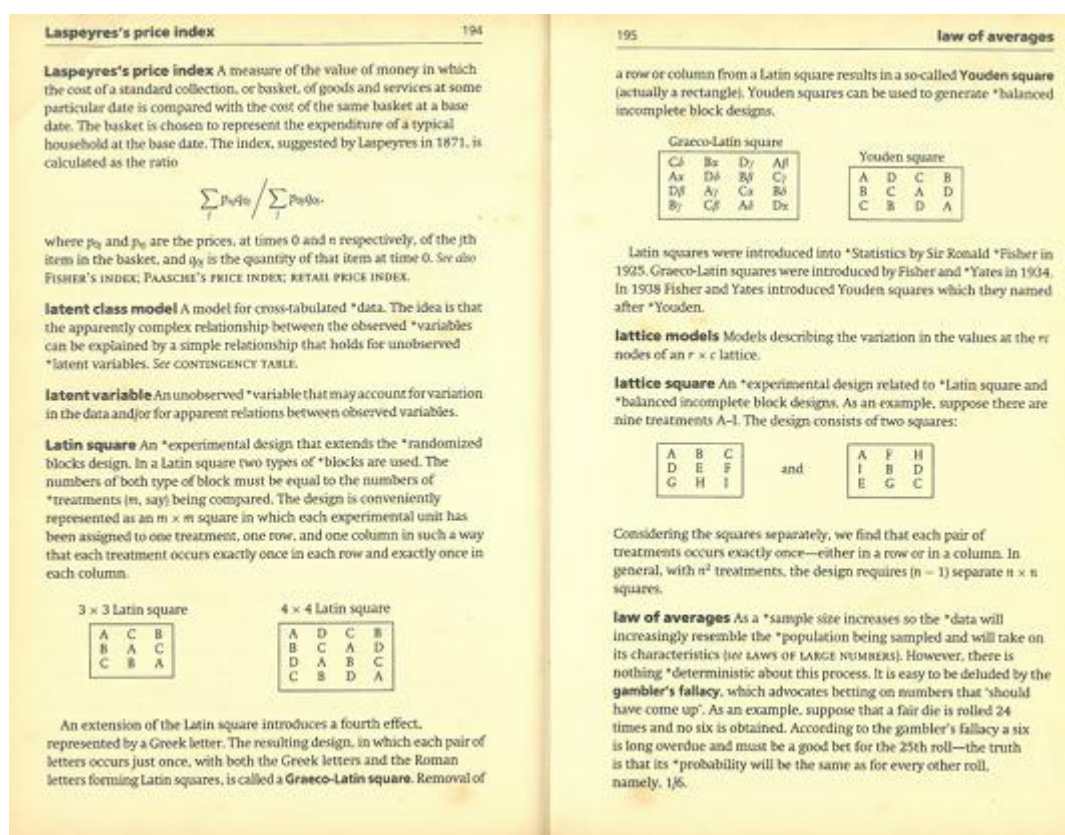 Laspeyres's price index 194
Laspeyres's price index A measure of the value of money in which
the cost of a standard collection, or basket, of goods and services at some
particular date is compared with the cost of the same basket at a base
date. The basket is chosen to represent the expenditure of a typical
household at the base date. The index, suggested by Laspeyres in 1871, is
calculated as the ratio
where p₀ⱼ and pₙⱼ are the prices, at times 0 and n respectively, of the jth
item in the basket, and q₀ⱼ is the quantity of that item at time 0. See also
FISHER'S INDEX; PAASCHE'S PRICE INDEX; RETAIL PRICE INDEX.
latent class model A model for cross-tabulated *data. The idea is that
the apparently complex relationship between the observed *variables
can be explained by a simple relationship that holds for unobserved
*latent variables. See CONTINGENCY TABLE.
latent variable An unobserved *variable that may account for variation
in the data and/or for apparent relations between observed variables.
Latin square An *experimental design that extends the *randomized
blocks design. In a Latin square two types of *blocks are used. The
numbers of both type of block must be equal to the numbers of
*treatments (m, say) being compared. The design is conveniently
represented as an m × m square in which each experimental unit has
been assigned to one treatment, one row, and one column in such a way
that each treatment occurs exactly once in each row and exactly once in
each column.
3 × 3 Latin square
A C B
B A C
C B A
4 × 4 Latin square
A D C B
B C A D
D A B C
C B D A
An extension of the Latin square introduces a fourth effect,
represented by a Greek letter. The resulting design, in which each pair of
letters occurs just once, with both the Greek letters and the Roman
letters forming Latin squares, is called a Graeco-Latin square. Removal of
195 law of averages
a row or column from a Latin square results in a so-called Youden square
(actually a rectangle). Youden squares can be used to generate *balanced
incomplete block designs.
Graeco-Latin square
Cδ Bα Dγ Aβ
Aα Dδ Bβ Cγ
Dβ Aγ Cα Bδ
Bγ Cβ Aδ Dα
Youden square
A D C B
B C A D
C B D A
Latin squares were introduced into *Statistics by Sir Ronald *Fisher in
1925. Graeco-Latin squares were introduced by Fisher and *Yates in 1934.
In 1938 Fisher and Yates introduced Youden squares which they named
after *Youden.
lattice models Models describing the variation in the values at the rc
nodes of an r × c lattice.
lattice square An *experimental design related to *Latin square and
*balanced incomplete block designs. As an example, suppose there are
nine treatments A–I. The design consists of two squares:
A B C
D E F
G H I
and
A F H
I B D
E G C
Considering the squares separately, we find that each pair of
treatments occurs exactly once—either in a row or in a column. In
general, with n² treatments, the design requires (n − 1) separate n × n
squares.
law of averages As a *sample size increases so the *data will
increasingly resemble the *population being sampled and will take on
its characteristics (see LAWS OF LARGE NUMBERS). However, there is
nothing *deterministic about this process. It is easy to be deluded by the
gambler's fallacy, which advocates betting on numbers that 'should
have come up'. As an example, suppose that a fair die is rolled 24
times and no six is obtained. According to the gambler's fallacy a six
is long overdue and must be a good bet for the 25th roll—the truth
is that its *probability will be the same as for every other roll,
namely, 1/6.